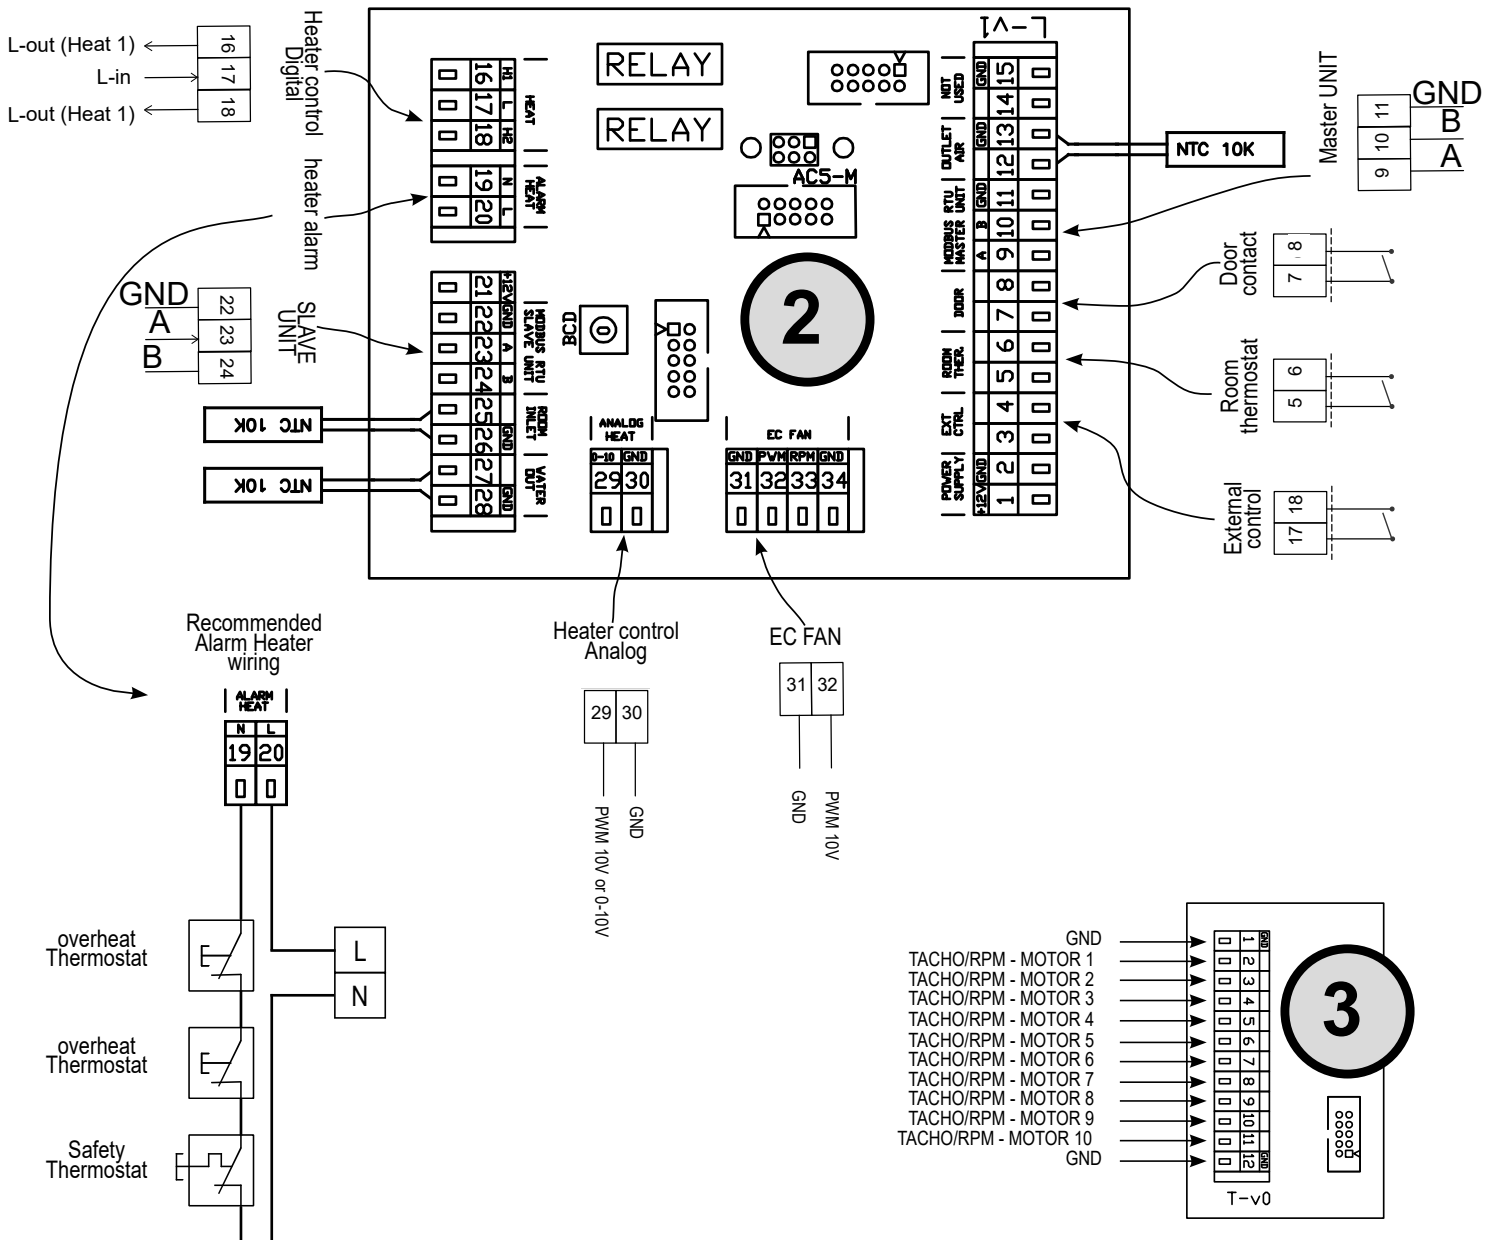 L-out (Heat 1)
L-in
L-out (Heat 1)
16
17
18
Heater control
Digital
heater alarm
16 H1
17 L
18 H2
HEAT
19 N
20 L
ALARM
HEAT
RELAY
RELAY
AC5-M
L-v1
15 GND
14
NOT
USED
13 GND
12
OUTLET
AIR
11 GND
10 B
9 A
MODBUS RTU
MASTER UNIT
8
7
DOOR
6
5
ROOM
THER.
4
3
EXT
CTRL
2 GND
1 +12V
POWER
SUPPLY
NTC 10K
Master UNIT
11
10
9
GND
B
A
Door
contact
8
7
Room
thermostat
6
5
External
control
18
17
GND
A
B
22
23
24
SLAVE
UNIT
21 +12V
22 GND
23 A
24 B
MODBUS RTU
SLAVE UNIT
25
26 GND
ROOM
INLET
27
28 GND
WATER
OUT
NTC 10K
NTC 10K
BCD
2
ANALOG
HEAT
0-10 GND
29 30
EC FAN
GND PWM RPM GND
31 32 33 34
Heater control
Analog
29 30
PWM 10V or 0-10V
GND
EC FAN
31 32
GND
PWM 10V
Recommended
Alarm Heater
wiring
ALARM
HEAT
N L
19 20
overheat
Thermostat
L
N
overheat
Thermostat
Safety
Thermostat
GND
TACHO/RPM - MOTOR 1
TACHO/RPM - MOTOR 2
TACHO/RPM - MOTOR 3
TACHO/RPM - MOTOR 4
TACHO/RPM - MOTOR 5
TACHO/RPM - MOTOR 6
TACHO/RPM - MOTOR 7
TACHO/RPM - MOTOR 8
TACHO/RPM - MOTOR 9
TACHO/RPM - MOTOR 10
GND
1 GND
2
3
4
5
6
7
8
9
10
11
12 GND
T-v0
3